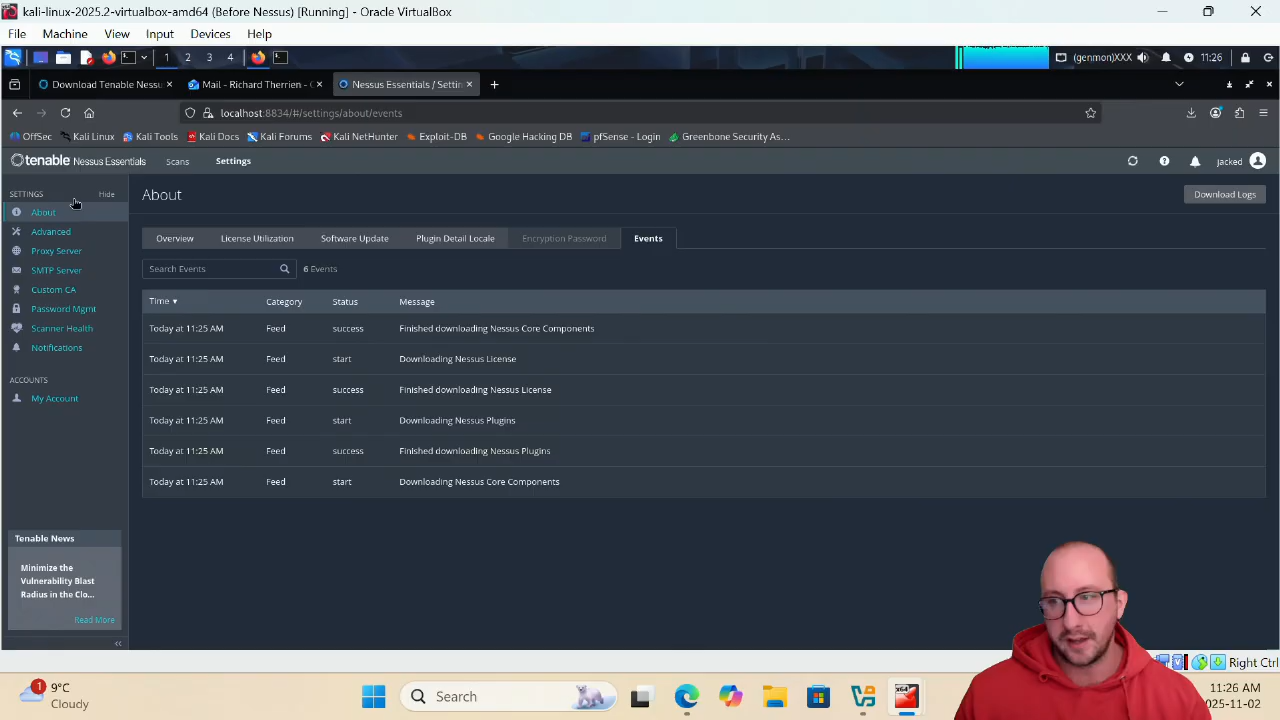 kali-linux-2025.2-virtualbox-amd64 (Before Nessus) [Running] - Oracle VirtualBox
File Machine View Input Devices Help
1 2 3 4 (genmon)XXX 11:26
Download Tenable Nessu Mail - Richard Therrien - C Nessus Essentials / Settin
localhost:8834/#/settings/about/events
OffSec Kali Linux Kali Tools Kali Docs Kali Forums Kali NetHunter Exploit-DB Google Hacking DB pfSense - Login Greenbone Security As...
tenable Nessus Essentials Scans Settings jacked
SETTINGS Hide
About
Advanced
Proxy Server
SMTP Server
Custom CA
Password Mgmt
Scanner Health
Notifications
ACCOUNTS
My Account
Tenable News
Minimize the
Vulnerability Blast
Radius in the Clo...
Read More
About
Download Logs
Overview License Utilization Software Update Plugin Detail Locale Encryption Password Events
Search Events 6 Events
Time Category Status Message
Today at 11:25 AM Feed success Finished downloading Nessus Core Components
Today at 11:25 AM Feed start Downloading Nessus License
Today at 11:25 AM Feed success Finished downloading Nessus License
Today at 11:25 AM Feed start Downloading Nessus Plugins
Today at 11:25 AM Feed success Finished downloading Nessus Plugins
Today at 11:25 AM Feed start Downloading Nessus Core Components
Right Ctrl
1 9°C
Cloudy
Search
x64
11:26 AM
2025-11-02